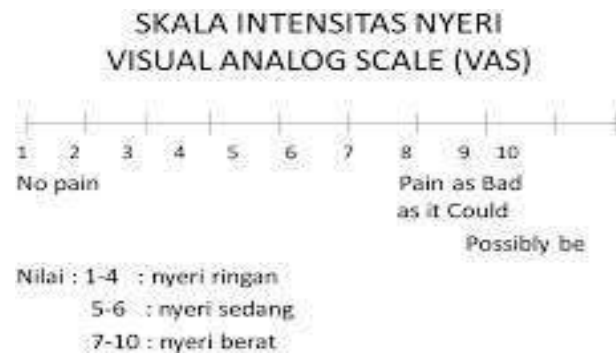 SKALA INTENSITAS NYERI
VISUAL ANALOG SCALE (VAS)
1 2 3 4 5 6 7 8 9 10
No pain Pain as Bad
as it Could
Possibly be
Nilai : 1-4 : nyeri ringan
5-6 : nyeri sedang
7-10 : nyeri berat